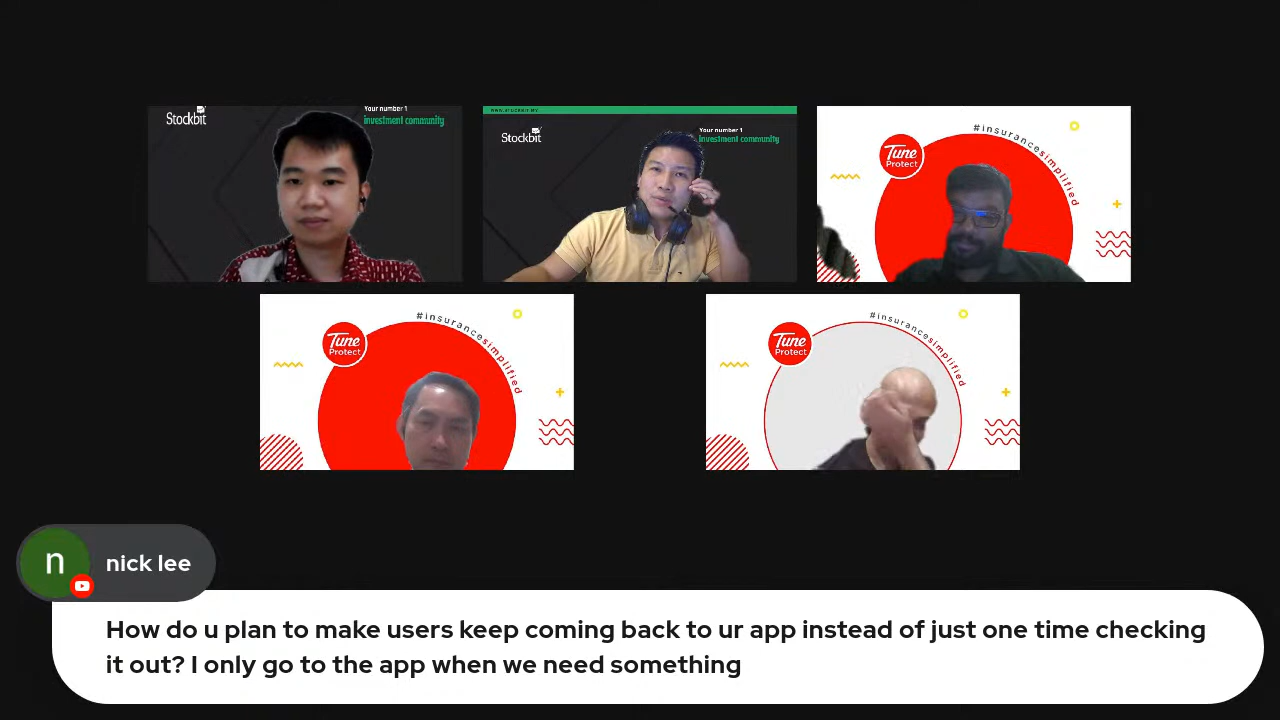 Stockbit
Your number 1
investment community
Stockbit
Your number 1
investment community
#insurancesimplified
Tune
Protect
#insurancesimplified
Tune
Protect
#insurancesimplified
Tune
Protect
n
nick lee
How do u plan to make users keep coming back to ur app instead of just one time checking
it out? I only go to the app when we need something